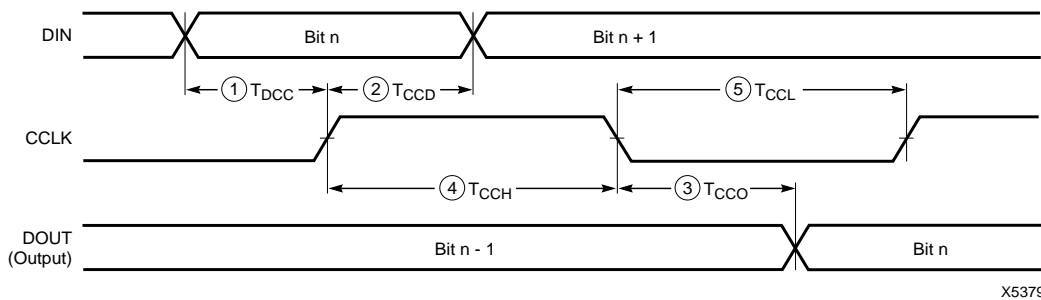 DIN
Bit n
Bit n + 1
1 TDCC
2 TCCD
5 TCCL
CCLK
4 TCCH
3 TCCO
DOUT
(Output)
Bit n - 1
Bit n
X5379